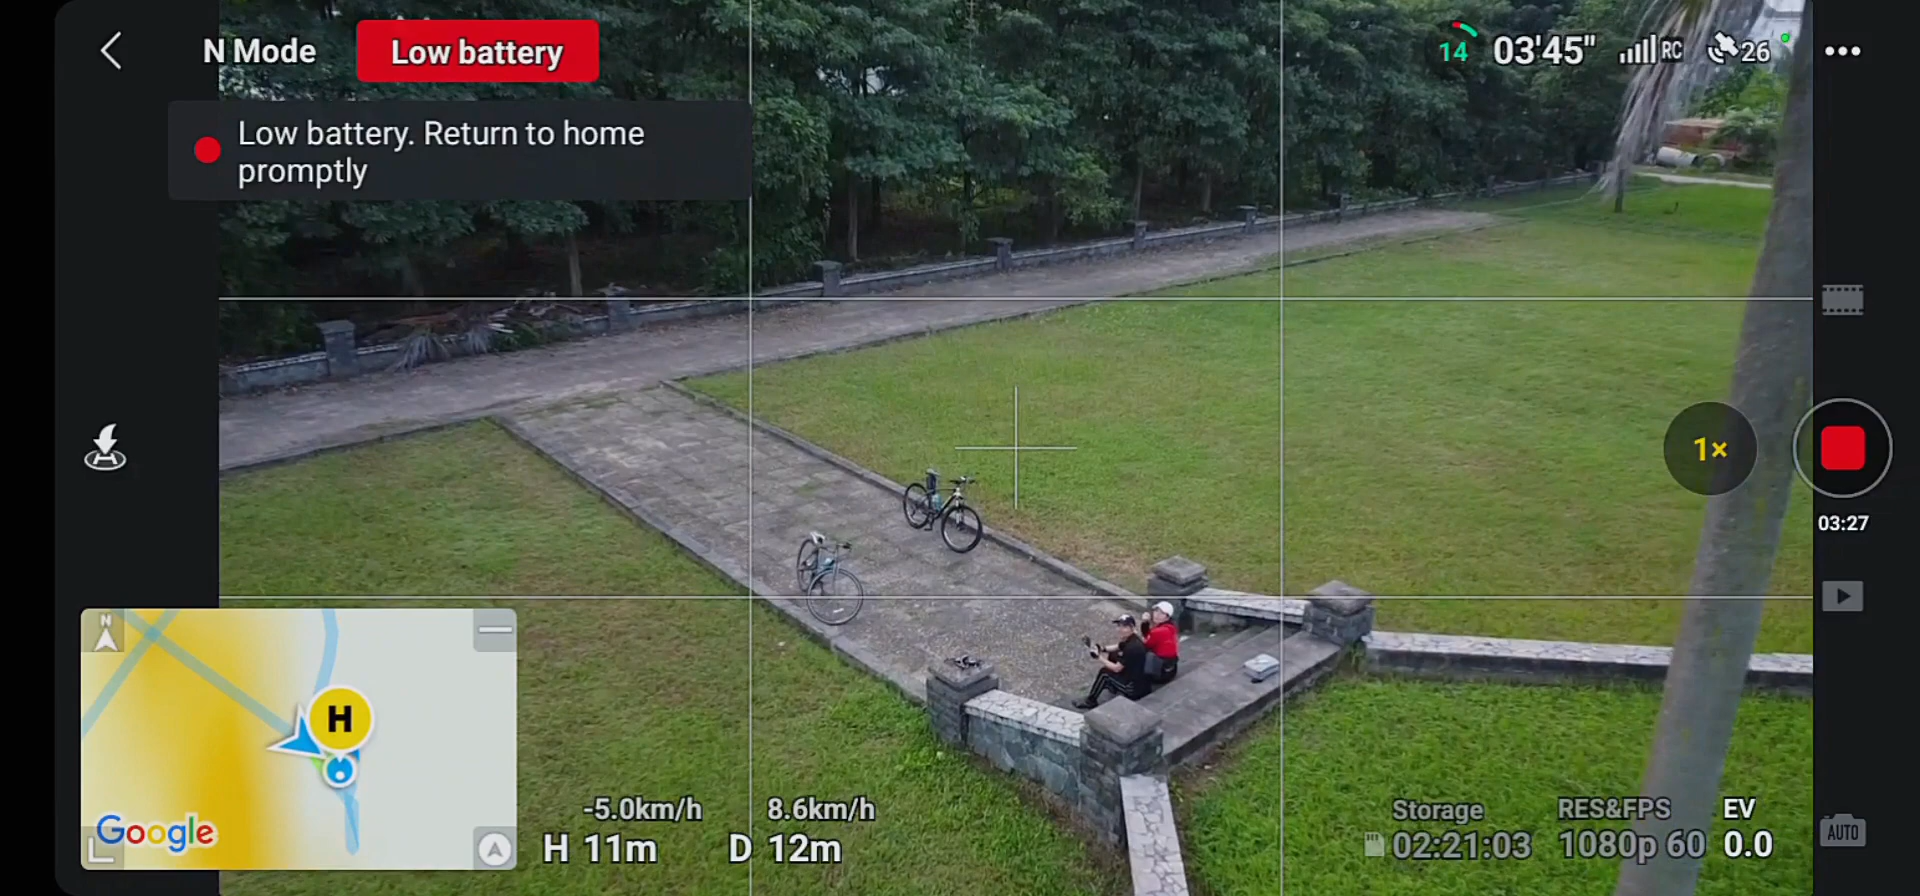 N Mode
Low battery
14
03'45"
RC
26
Low battery. Return to home
promptly
1×
03:27
N
H
Google
-5.0km/h
8.6km/h
H 11m
D 12m
Storage
02:21:03
RES&FPS
1080p 60
EV
0.0
AUTO